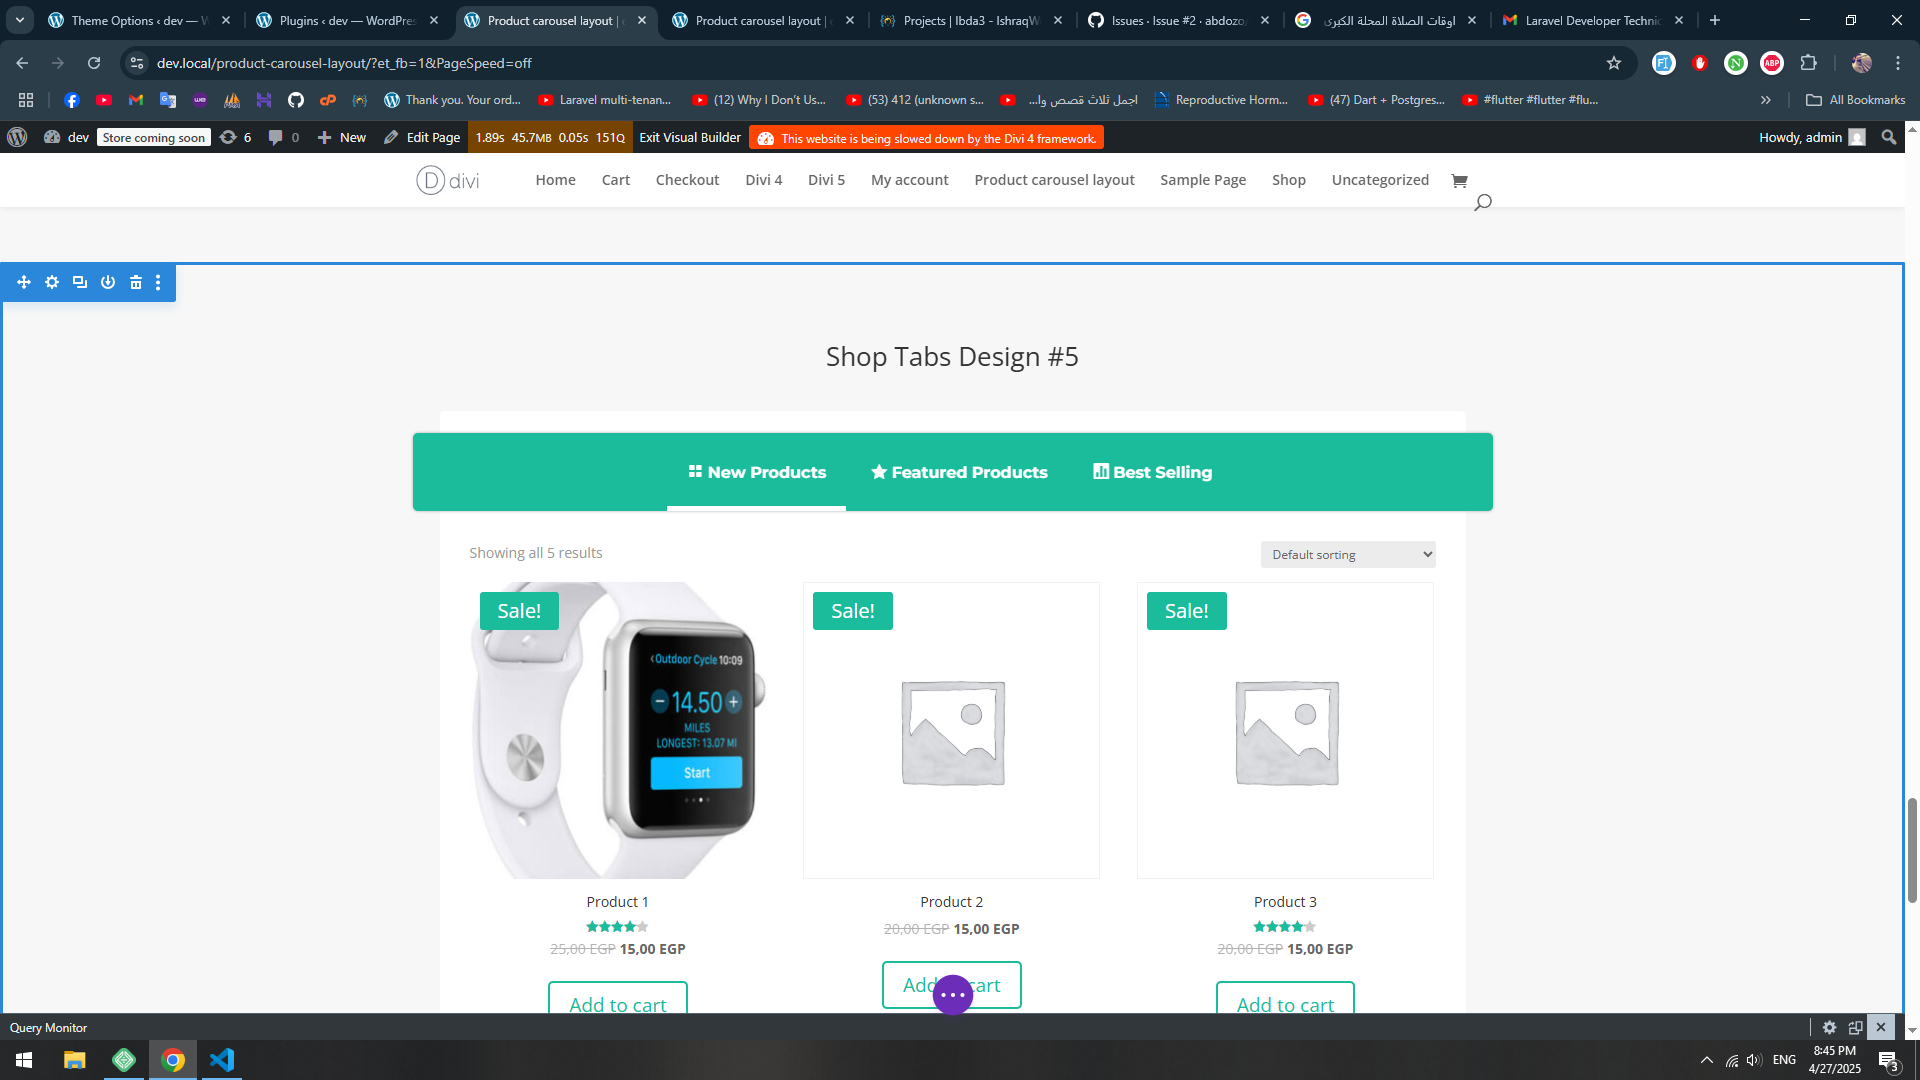 Theme Options ‹ dev — W
Plugins ‹ dev — WordPres
Product carousel layout |
Product carousel layout |
Projects | Ibda3 - IshraqW
Issues · Issue #2 · abdozo
اوقات الصلاة المحلة الكبرى
Laravel Developer Technic
dev.local/product-carousel-layout/?et_fb=1&PageSpeed=off
Thank you. Your ord...
Laravel multi-tenan...
(12) Why I Don't Us...
(53) 412 (unknown s...
اجمل ثلاث قصص وا...
Reproductive Horm...
(47) Dart + Postgres...
#flutter #flutter #flu...
All Bookmarks
dev
Store coming soon
6
0
New
Edit Page
1.89s 45.7MB 0.05s 151Q
Exit Visual Builder
This website is being slowed down by the Divi 4 framework.
Howdy, admin
D divi
Home
Cart
Checkout
Divi 4
Divi 5
My account
Product carousel layout
Sample Page
Shop
Uncategorized
Shop Tabs Design #5
New Products
Featured Products
Best Selling
Showing all 5 results
Default sorting
Sale!
Sale!
Sale!
Outdoor Cycle 10:09
14.50
MILES
LONGEST: 13.07 MI
Start
Product 1
Product 2
Product 3
25,00 EGP 15,00 EGP
20,00 EGP 15,00 EGP
20,00 EGP 15,00 EGP
Add to cart
Add to cart
Add to cart
Query Monitor
ENG
8:45 PM
4/27/2025
3